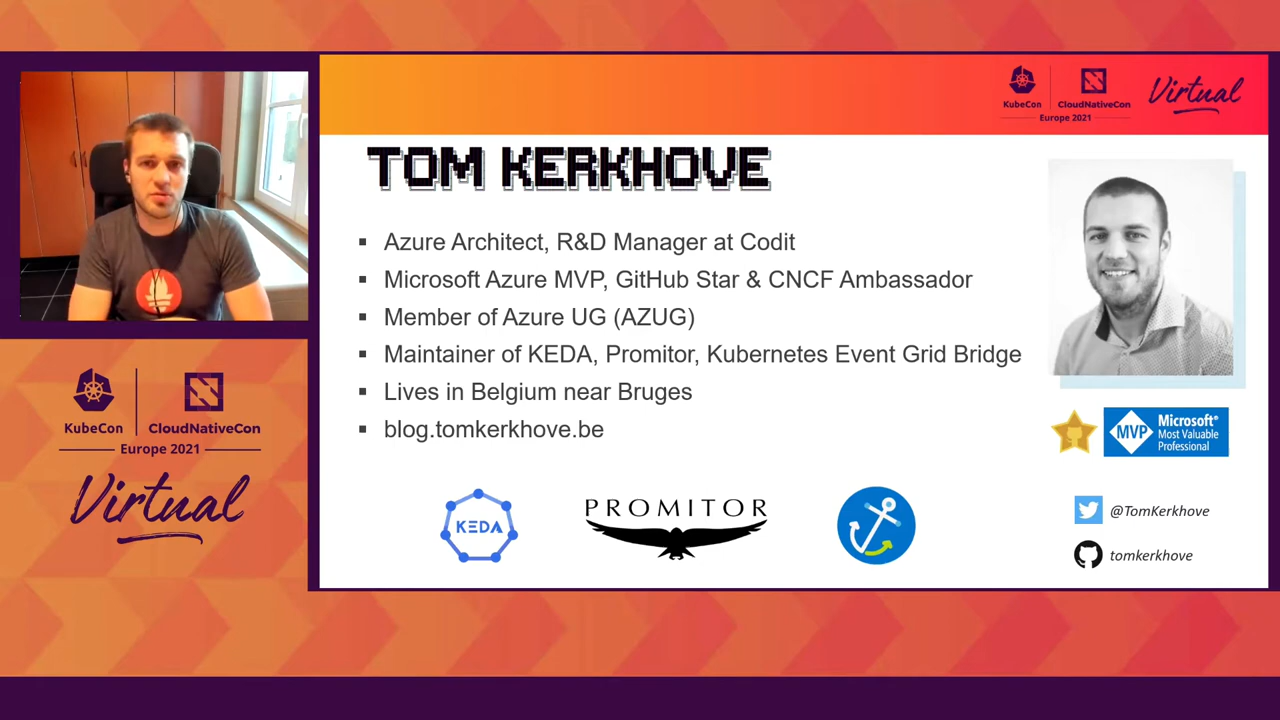 KubeCon
CloudNativeCon
Europe 2021
Virtual
TOM KERKHOVE
Azure Architect, R&D Manager at Codit
Microsoft Azure MVP, GitHub Star & CNCF Ambassador
Member of Azure UG (AZUG)
Maintainer of KEDA, Promitor, Kubernetes Event Grid Bridge
Lives in Belgium near Bruges
blog.tomkerkhove.be
MVP
Microsoft®
Most Valuable
Professional
KEDA
PROMITOR
@TomKerkhove
tomkerkhove
KubeCon
CloudNativeCon
Europe 2021
Virtual